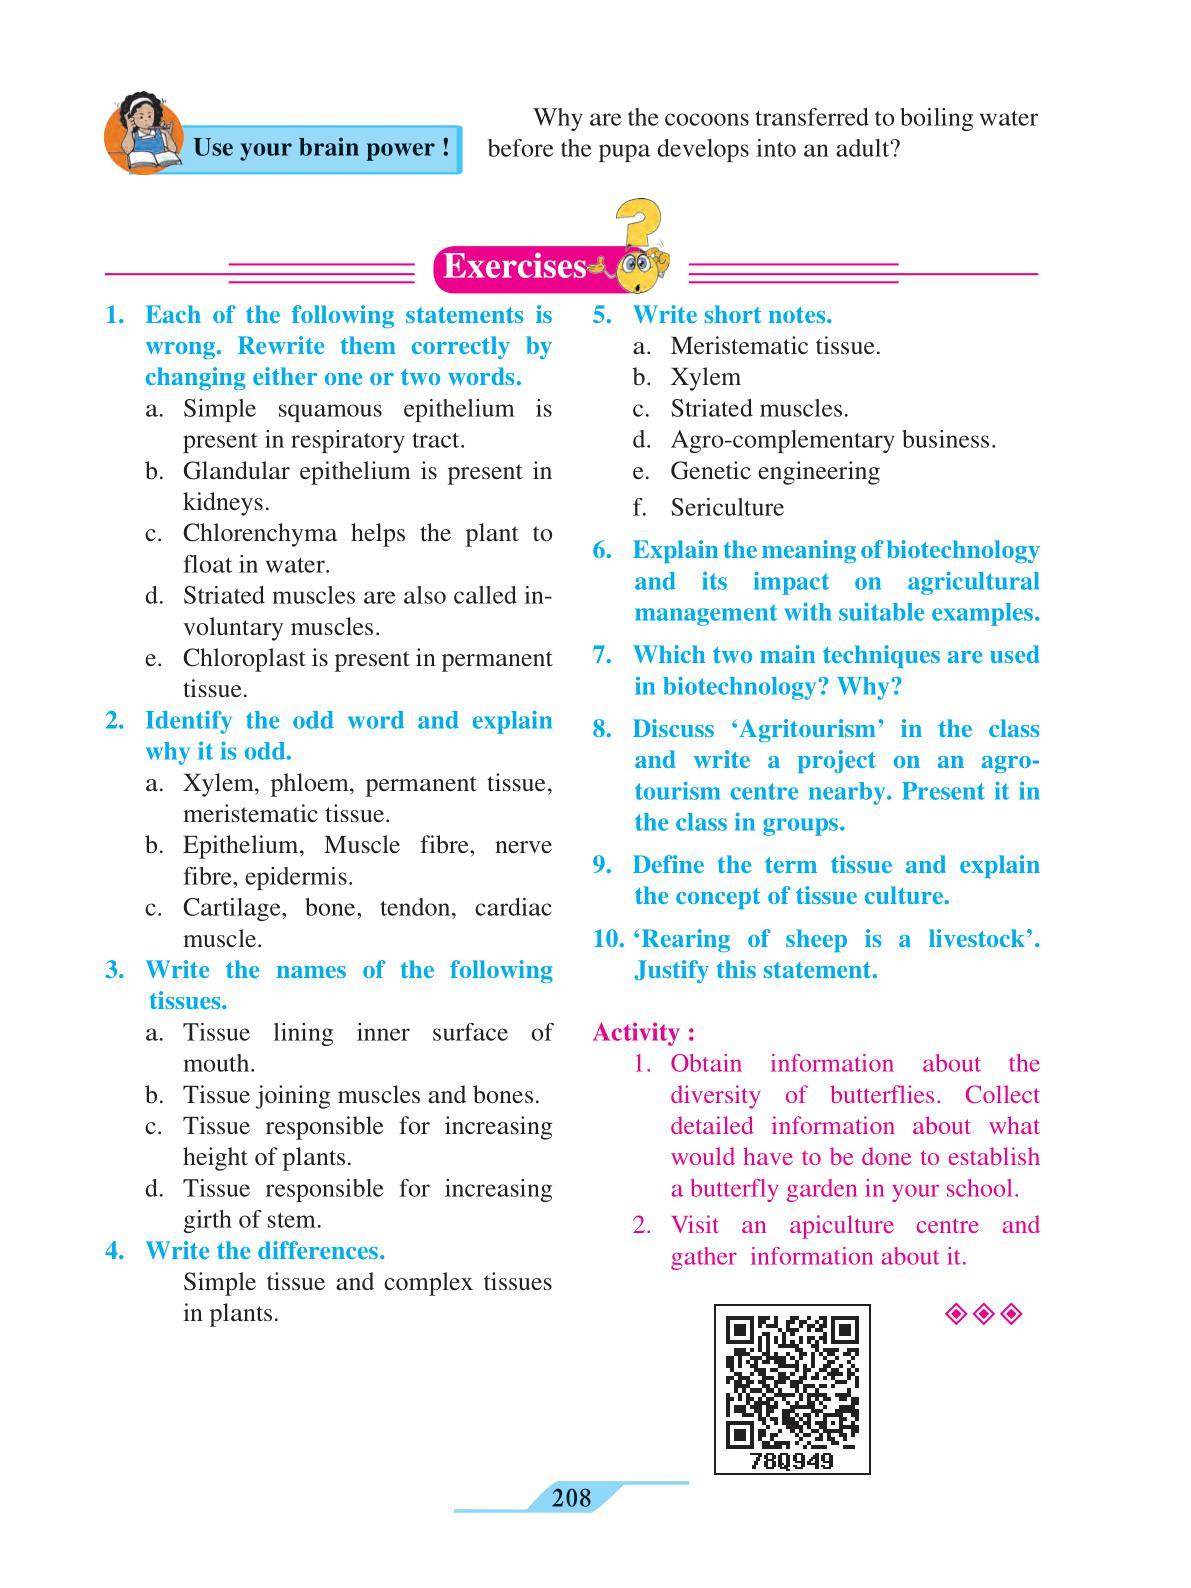 Use your brain power !
Why are the cocoons transferred to boiling water
before the pupa develops into an adult?
Exercises
1. Each of the following statements is
wrong. Rewrite them correctly by
changing either one or two words.
a. Simple squamous epithelium is
present in respiratory tract.
b. Glandular epithelium is present in
kidneys.
c. Chlorenchyma helps the plant to
float in water.
d. Striated muscles are also called in-
voluntary muscles.
e. Chloroplast is present in permanent
tissue.
2. Identify the odd word and explain
why it is odd.
a. Xylem, phloem, permanent tissue,
meristematic tissue.
b. Epithelium, Muscle fibre, nerve
fibre, epidermis.
c. Cartilage, bone, tendon, cardiac
muscle.
3. Write the names of the following
tissues.
a. Tissue lining inner surface of
mouth.
b. Tissue joining muscles and bones.
c. Tissue responsible for increasing
height of plants.
d. Tissue responsible for increasing
girth of stem.
4. Write the differences.
Simple tissue and complex tissues
in plants.
5. Write short notes.
a. Meristematic tissue.
b. Xylem
c. Striated muscles.
d. Agro-complementary business.
e. Genetic engineering
f. Sericulture
6. Explain the meaning of biotechnology
and its impact on agricultural
management with suitable examples.
7. Which two main techniques are used
in biotechnology? Why?
8. Discuss ‘Agritourism’ in the class
and write a project on an agro-
tourism centre nearby. Present it in
the class in groups.
9. Define the term tissue and explain
the concept of tissue culture.
10. ‘Rearing of sheep is a livestock’.
Justify this statement.
Activity :
1. Obtain information about the
diversity of butterflies. Collect
detailed information about what
would have to be done to establish
a butterfly garden in your school.
2. Visit an apiculture centre and
gather information about it.
78Q949
208